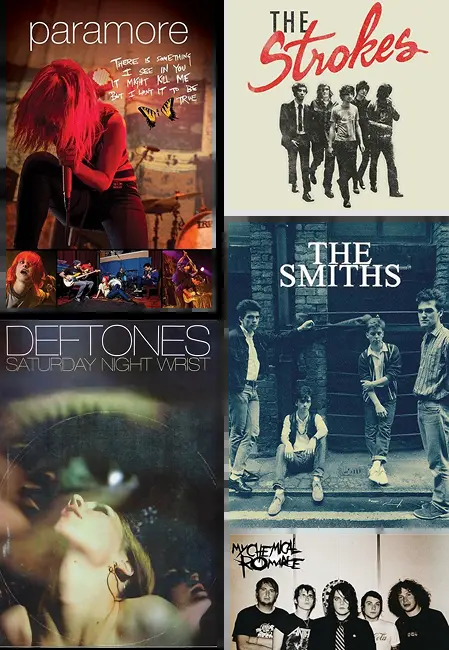 paramore
THERE IS SOMETHING
I SEE IN YOU
IT MIGHT KILL ME
BUT I WANT IT TO BE
TRUE
THE
Strokes
THE
SMITHS
DEFTONES
SATURDAY NIGHT WRIST
MY CHEMICAL
ROMANCE